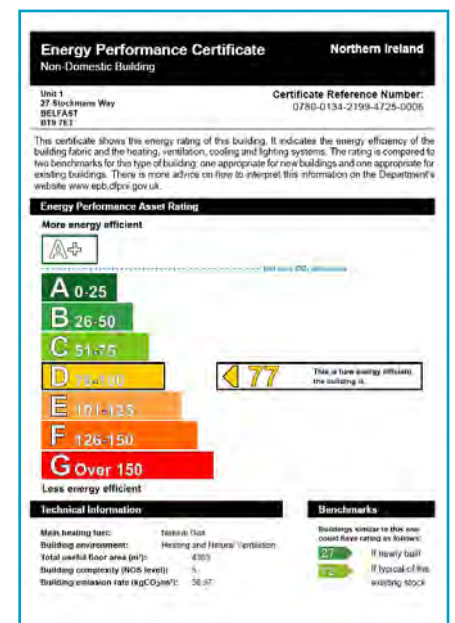 Energy Performance Certificate
Northern Ireland
Non-Domestic Building
Unit 1
27 Stockmans Way
BELFAST
BT9 7ET
Certificate Reference Number:
0780-0134-2199-4725-0006
This certificate shows the energy rating of this building. It indicates the energy efficiency of the
building fabric and the heating, ventilation, cooling and lighting systems. The rating is compared to
two benchmarks for this type of building: one appropriate for new buildings and one appropriate for
existing buildings. There is more advice on how to interpret this information on the Department's
website www.epb.dfpni.gov.uk.
Energy Performance Asset Rating
More energy efficient
A+
A 0-25
B 26-50
C 51-75
D 76-100
E 101-125
F 126-150
G Over 150
77
This is how energy efficient
the building is.
Less energy efficient
Technical Information
Main heating fuel: Natural Gas
Building environment: Heating and Natural Ventilation
Total useful floor area (m²):
Building complexity (NOS level):
Building emission rate (kgCO₂/m²):
Benchmarks
Buildings similar to this one
could have rating as follows:
27
If newly built
72
If typical of the
existing stock